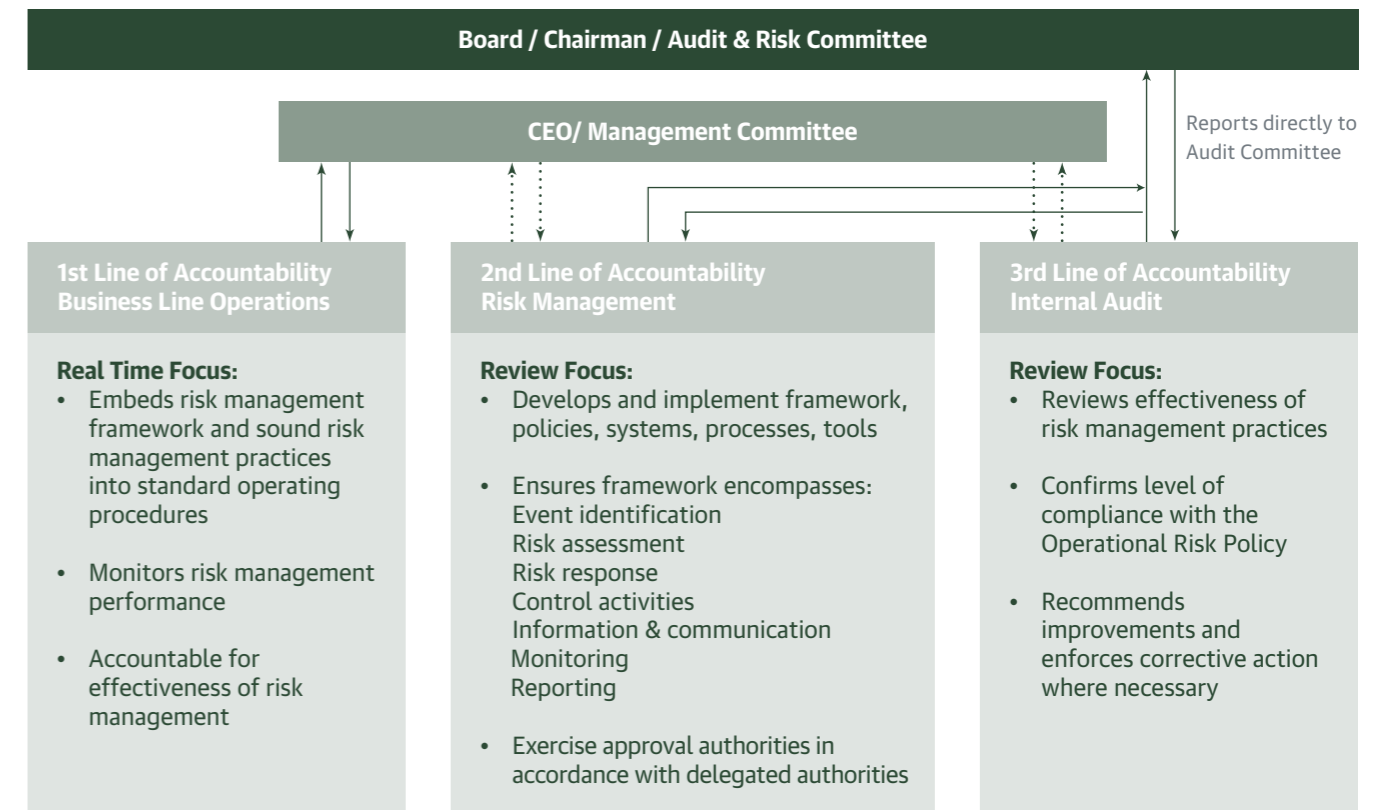 Board / Chairman / Audit & Risk Committee
CEO/ Management Committee
Reports directly to
Audit Committee
1st Line of Accountability
Business Line Operations
Real Time Focus:
• Embeds risk management
framework and sound risk
management practices
into standard operating
procedures
• Monitors risk management
performance
• Accountable for
effectiveness of risk
management
2nd Line of Accountability
Risk Management
Review Focus:
• Develops and implement framework,
policies, systems, processes, tools
• Ensures framework encompasses:
Event identification
Risk assessment
Risk response
Control activities
Information & communication
Monitoring
Reporting
• Exercise approval authorities in
accordance with delegated authorities
3rd Line of Accountability
Internal Audit
Review Focus:
• Reviews effectiveness of
risk management practices
• Confirms level of
compliance with the
Operational Risk Policy
• Recommends
improvements and
enforces corrective action
where necessary